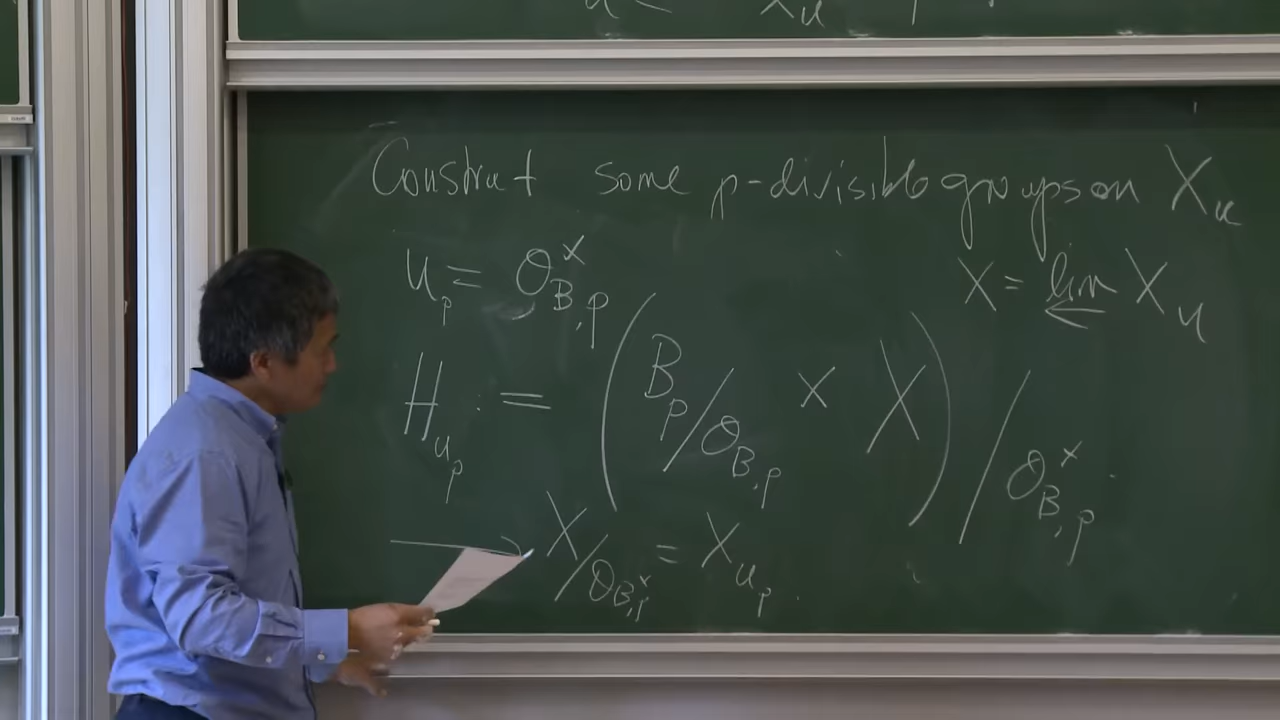 Construct some p-divisible groups on X_u
U_p = O_{B,p}^×
X = lim← X_U
H_{U_p} := (B_p/O_{B,p} × X) / O_{B,p}^×.
→ X/O_{B,p}^× = X_{U_p}.